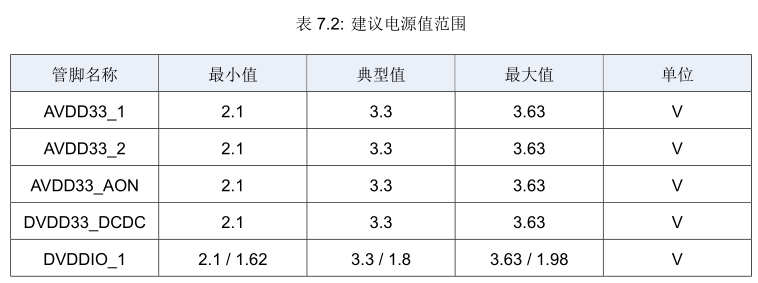 表 7.2: 建议电源值范围
管脚名称 最小值 典型值 最大值 单位
AVDD33_1 2.1 3.3 3.63 V
AVDD33_2 2.1 3.3 3.63 V
AVDD33_AON 2.1 3.3 3.63 V
DVDD33_DCDC 2.1 3.3 3.63 V
DVDDIO_1 2.1 / 1.62 3.3 / 1.8 3.63 / 1.98 V